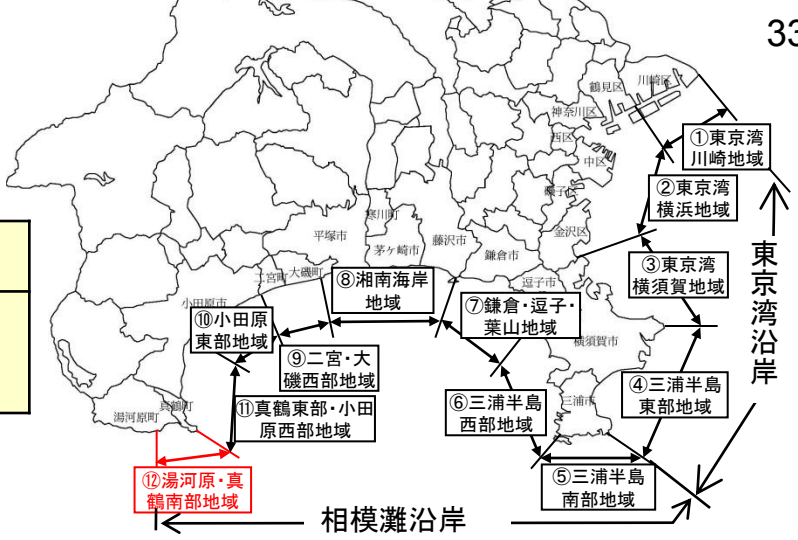 33
鶴見区
川崎区
神奈川区
西区
中区
磯子区
金沢区
①東京湾
川崎地域
②東京湾
横浜地域
③東京湾
横須賀地域
東京湾沿岸
寒川町
平塚市
茅ヶ崎市
藤沢市
鎌倉市
逗子市
二宮町
大磯町
⑧湘南海岸
地域
⑦鎌倉・逗子・
葉山地域
小田原市
⑩小田原
東部地域
横須賀市
⑨二宮・大
磯西部地域
④三浦半島
東部地域
⑥三浦半島
西部地域
三浦市
真鶴町
湯河原町
⑪真鶴東部・小田
原西部地域
⑫湯河原・真
鶴南部地域
⑤三浦半島
南部地域
相模灘沿岸